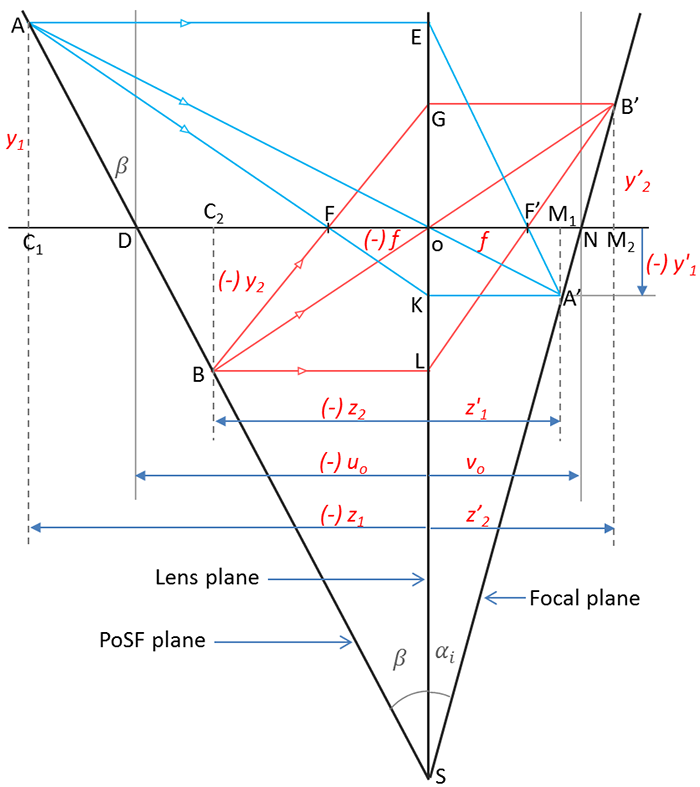 A
E
G
B’
y₁
β
y’₂
C₂
F
F’
M₁
C₁
D
(-) f
o
f
N
M₂
(-) y₂
(-) y’₁
K
A’
B
L
(-) z₂
z'₁
(-) uₒ
vₒ
(-) z₁
z’₂
Lens plane
Focal plane
PoSF plane
β
αᵢ
S